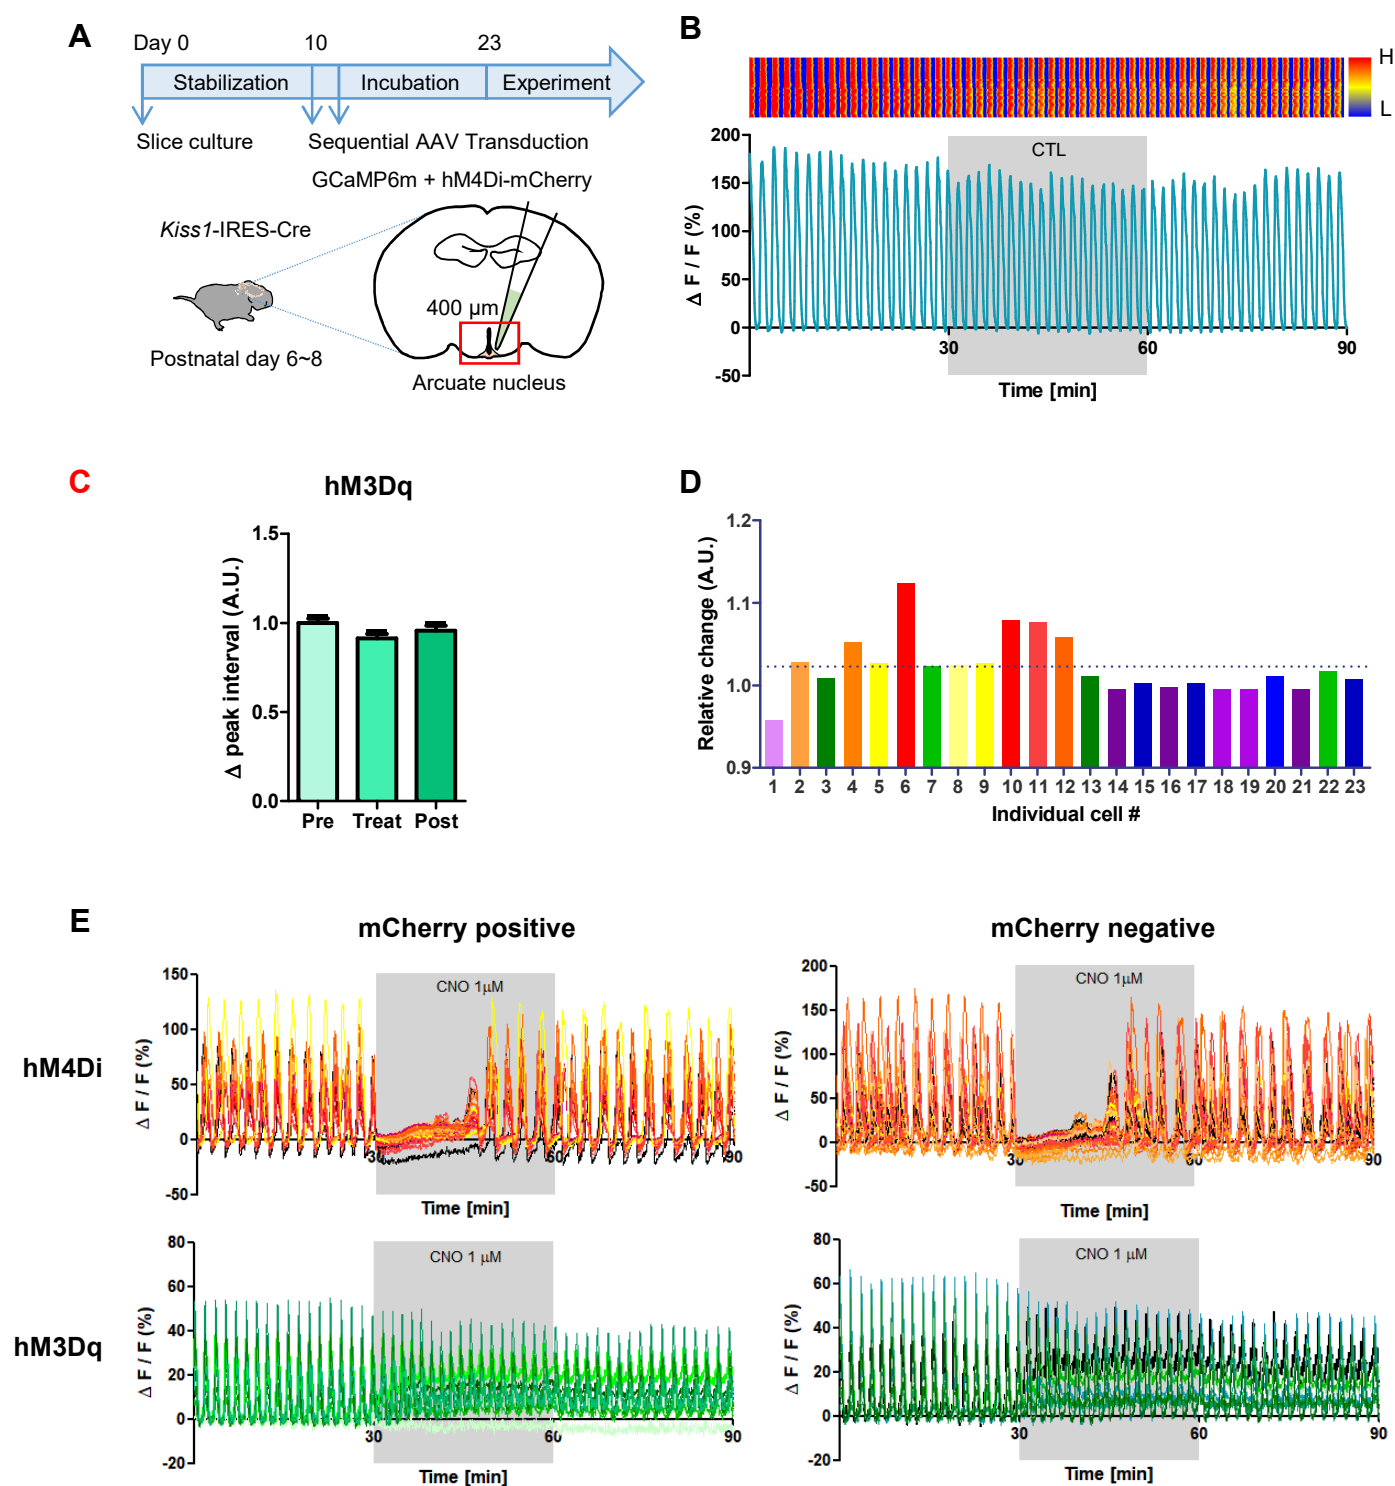 A
Day 0 10 23
Stabilization Incubation Experiment
Slice culture Sequential AAV Transduction
GCaMP6m + hM4Di-mCherry
Kiss1-IRES-Cre
400 μm
Postnatal day 6~8
Arcuate nucleus
B
H
L
200
150
100
50
0
-50
Δ F / F (%)
CTL
30 60 90
Time [min]
C
hM3Dq
1.5
1.0
0.5
0.0
Δ peak interval (A.U.)
Pre Treat Post
D
1.2
1.1
1.0
0.9
Relative change (A.U.)
1 2 3 4 5 6 7 8 9 10 11 12 13 14 15 16 17 18 19 20 21 22 23
Individual cell #
E
mCherry positive mCherry negative
hM4Di
150
100
50
0
-50
Δ F / F (%)
CNO 1μM
30 60 90
Time [min]
200
150
100
50
0
-50
Δ F / F (%)
CNO 1μM
30 60 90
Time [min]
hM3Dq
80
60
40
20
0
-20
Δ F / F (%)
CNO 1 μM
30 60 90
Time [min]
80
60
40
20
0
-20
Δ F / F (%)
CNO 1 μM
30 60 90
Time [min]